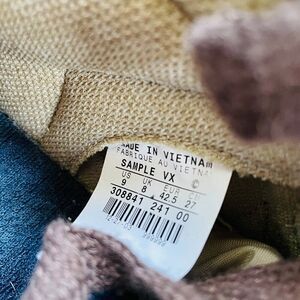 MADE IN VIETNAM
FABRIQUE AU VIETNAM
SAMPLE VX
US UK EUR
9 8 42.5 27
308841 241 00